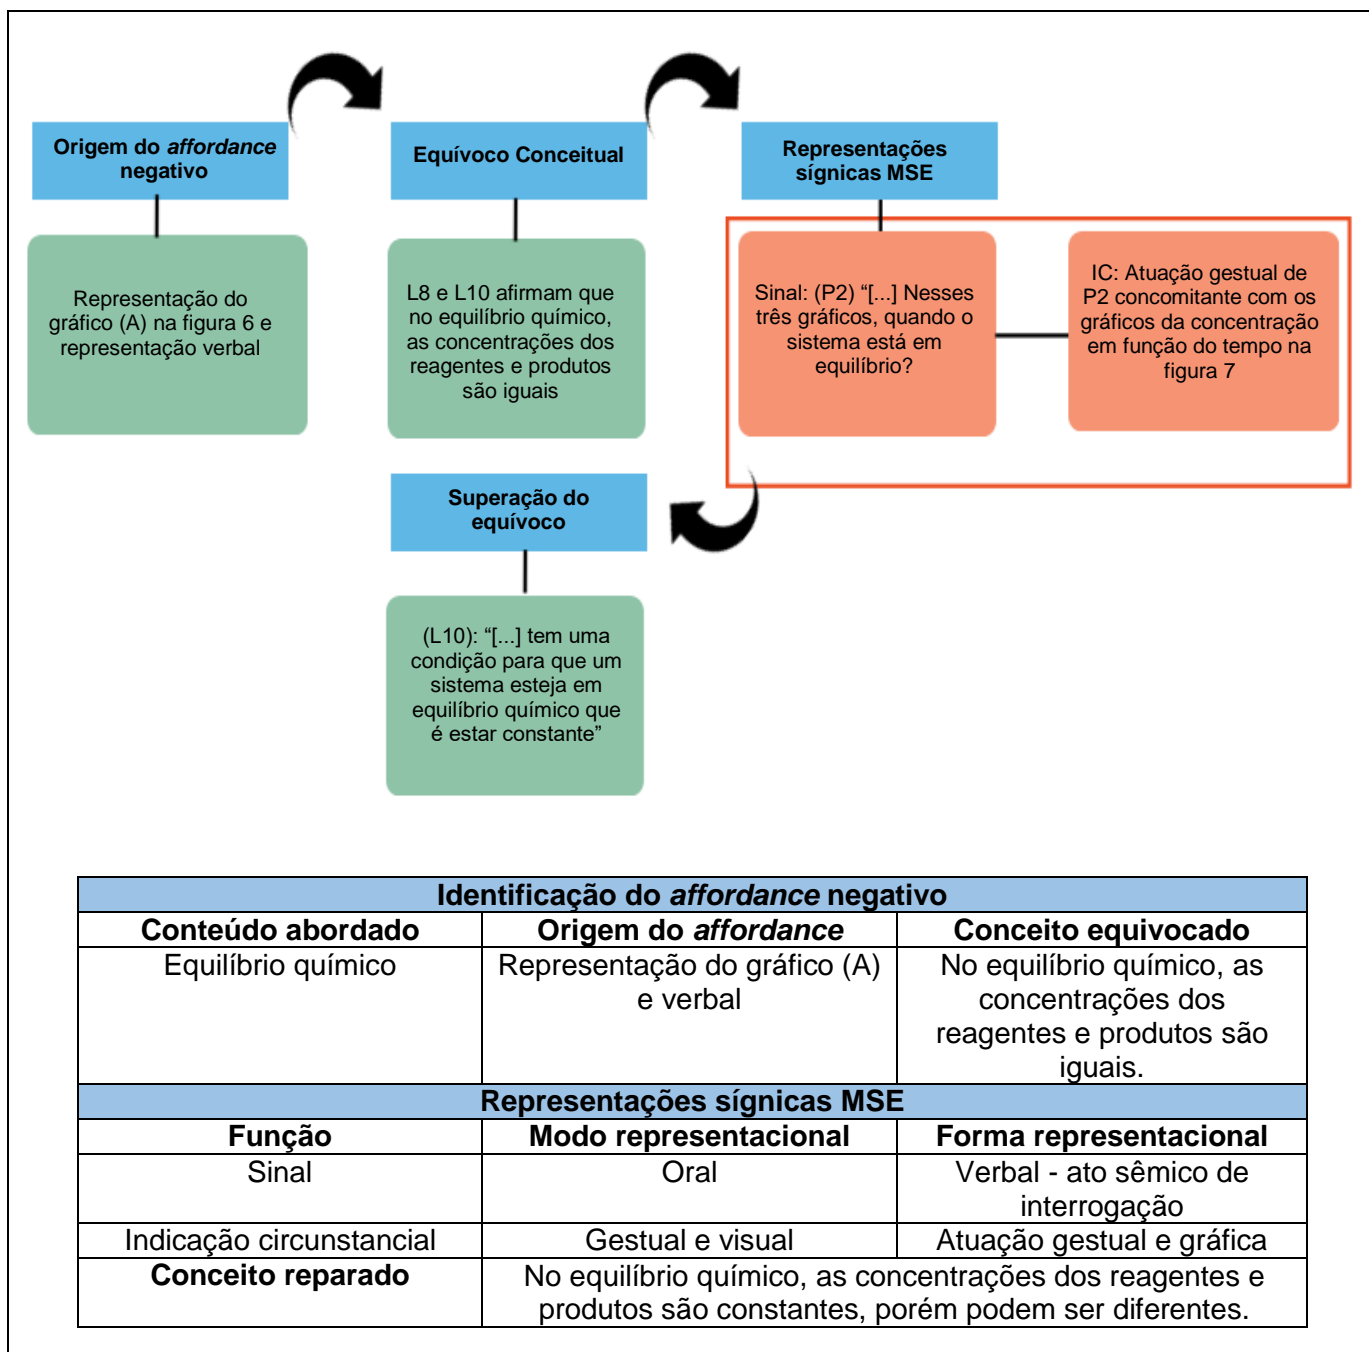 Origem do affordance
negativo
Equívoco Conceitual
Representações
sígnicas MSE
Representação do
gráfico (A) na figura 6 e
representação verbal
L8 e L10 afirmam que
no equilíbrio químico,
as concentrações dos
reagentes e produtos
são iguais
Sinal: (P2) “[...] Nesses
três gráficos, quando o
sistema está em
equilíbrio?
IC: Atuação gestual de
P2 concomitante com os
gráficos da concentração
em função do tempo na
figura 7
Superação do
equívoco
(L10): “[...] tem uma
condição para que um
sistema esteja em
equilíbrio químico que
é estar constante”
Identificação do affordance negativo
Conteúdo abordado Origem do affordance Conceito equivocado
Equilíbrio químico Representação do gráfico (A) No equilíbrio químico, as
e verbal concentrações dos
reagentes e produtos são
iguais.
Representações sígnicas MSE
Função Modo representacional Forma representacional
Sinal Oral Verbal - ato sêmico de
interrogação
Indicação circunstancial Gestual e visual Atuação gestual e gráfica
Conceito reparado No equilíbrio químico, as concentrações dos reagentes e
produtos são constantes, porém podem ser diferentes.